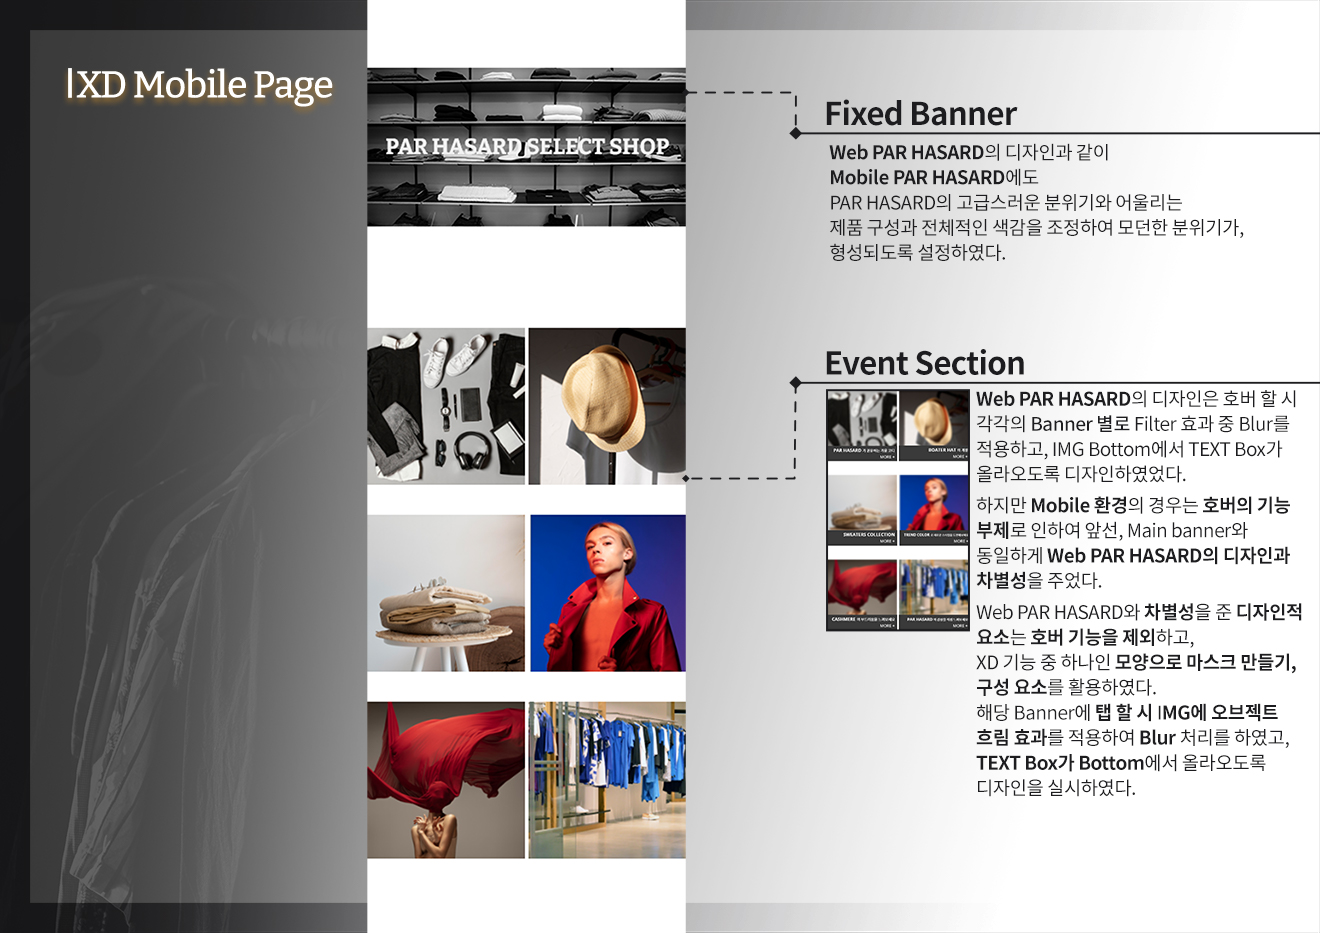 XD Mobile Page
PAR HASARD SELECT SHOP
Fixed Banner
Web PAR HASARD의 디자인과 같이
Mobile PAR HASARD에도
PAR HASARD의 고급스러운 분위기와 어울리는
제품 구성과 전체적인 색감을 조정하여 모던한 분위기가,
형성되도록 설정하였다.
Event Section
Web PAR HASARD의 디자인은 호버 할 시
각각의 Banner 별로 Filter 효과 중 Blur를
적용하고, IMG Bottom에서 TEXT Box가
올라오도록 디자인하였었다.
하지만 Mobile 환경의 경우는 호버의 기능
부제로 인하여 앞선, Main banner와
동일하게 Web PAR HASARD의 디자인과
차별성을 주었다.
Web PAR HASARD와 차별성을 준 디자인적
요소는 호버 기능을 제외하고,
XD 기능 중 하나인 모양으로 마스크 만들기,
구성 요소를 활용하였다.
해당 Banner에 탭 할 시 IMG에 오브젝트
흐림 효과를 적용하여 Blur 처리를 하였고,
TEXT Box가 Bottom에서 올라오도록
디자인을 실시하였다.
PAR HASARD
MORE +
BOATER HAT
MORE +
SWEATERS COLLECTION
MORE +
TREND COLOR
MORE +
CASHMERE
MORE +
PAR HASARD
MORE +